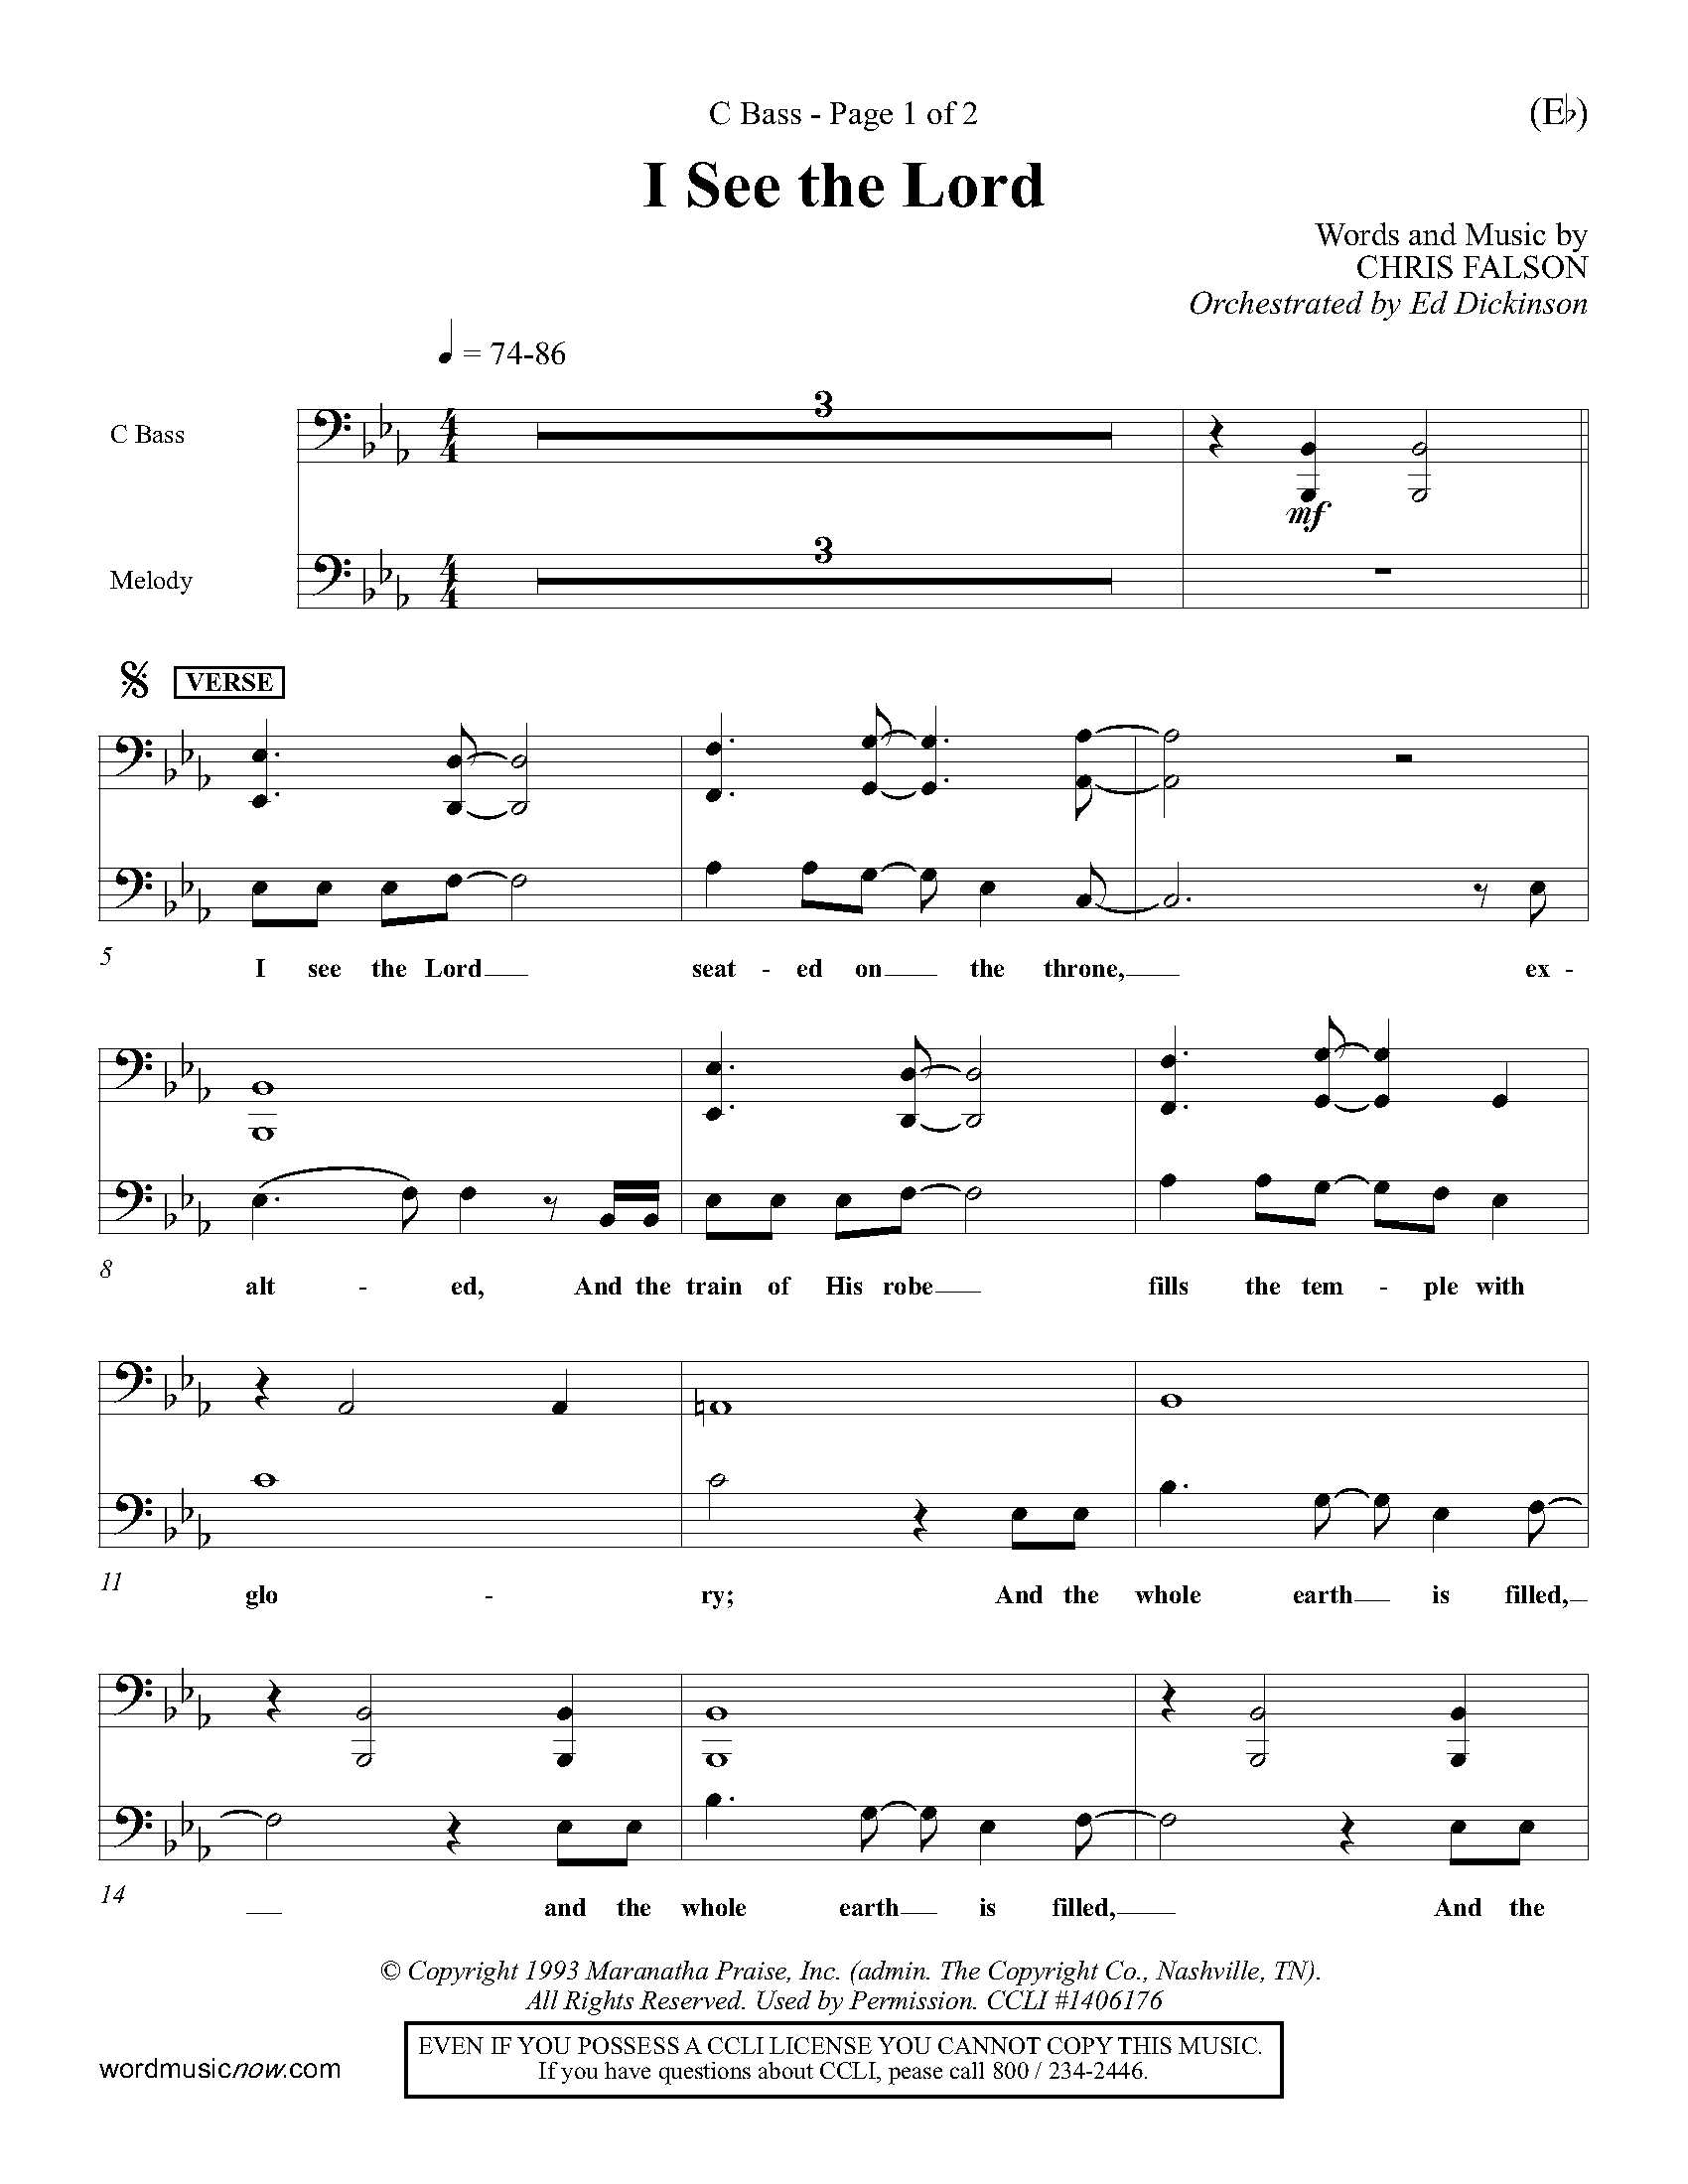 C Bass - Page 1 of 2
(E♭)
I See the Lord
Words and Music by
CHRIS FALSON
Orchestrated by Ed Dickinson
♩ = 74-86
C Bass
3
mf
Melody
3
VERSE
5
I see the Lord seat - ed on the throne, ex -
8
alt - ed, And the train of His robe fills the tem - ple with
11
glo - ry; And the whole earth is filled,
14
and the whole earth is filled, And the
© Copyright 1993 Maranatha Praise, Inc. (admin. The Copyright Co., Nashville, TN).
All Rights Reserved. Used by Permission. CCLI #1406176
EVEN IF YOU POSSESS A CCLI LICENSE YOU CANNOT COPY THIS MUSIC.
If you have questions about CCLI, pease call 800 / 234-2446.
wordmusicnow.com